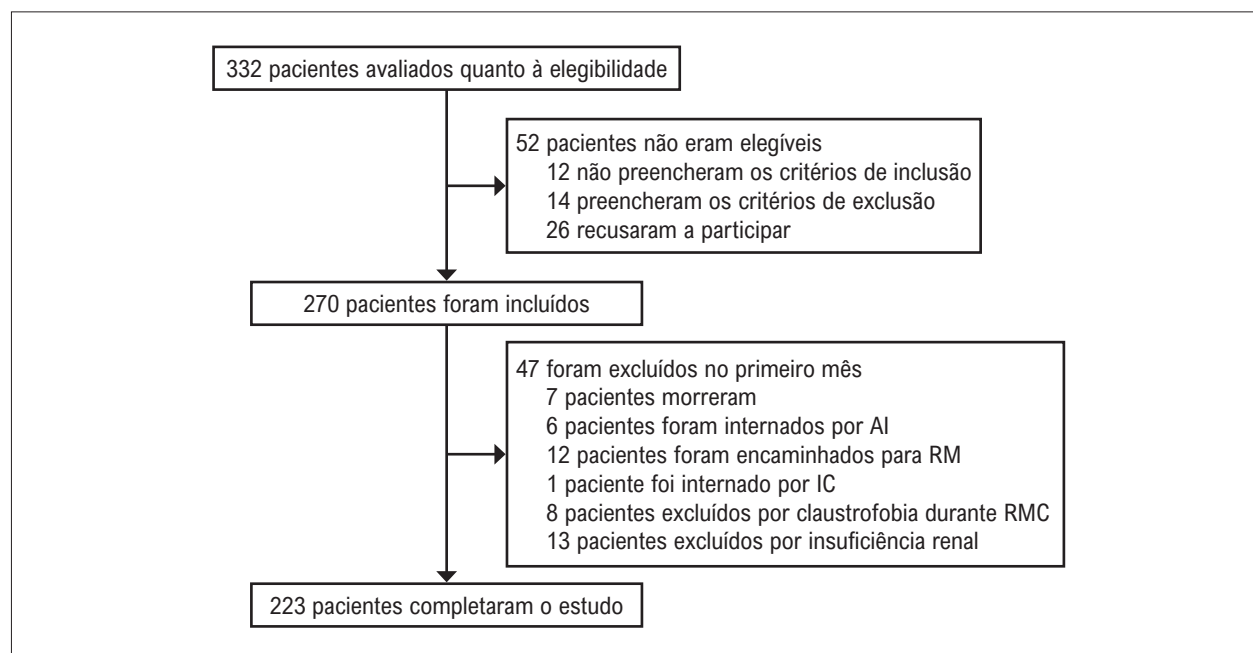 332 pacientes avaliados quanto à elegibilidade
52 pacientes não eram elegíveis
12 não preencheram os critérios de inclusão
14 preencheram os critérios de exclusão
26 recusaram a participar
270 pacientes foram incluídos
47 foram excluídos no primeiro mês
7 pacientes morreram
6 pacientes foram internados por AI
12 pacientes foram encaminhados para RM
1 paciente foi internado por IC
8 pacientes excluídos por claustrofobia durante RMC
13 pacientes excluídos por insuficiência renal
223 pacientes completaram o estudo